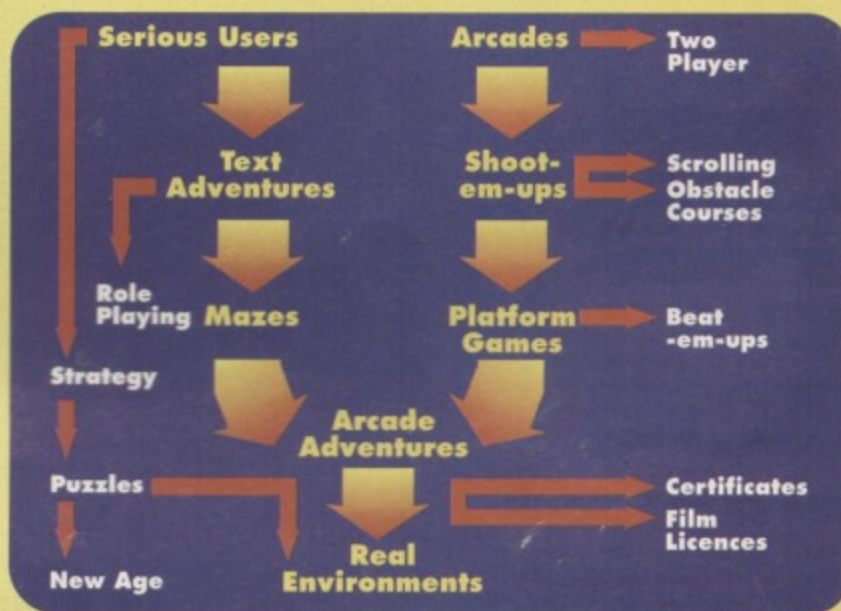 Serious Users
Arcades
Two
Player
Text
Adventures
Shoot-
em-ups
Scrolling
Obstacle
Courses
Role
Playing
Mazes
Platform
Games
Beat
-em-ups
Strategy
Arcade
Adventures
Puzzles
Certificates
Film
Licences
New Age
Real
Environments